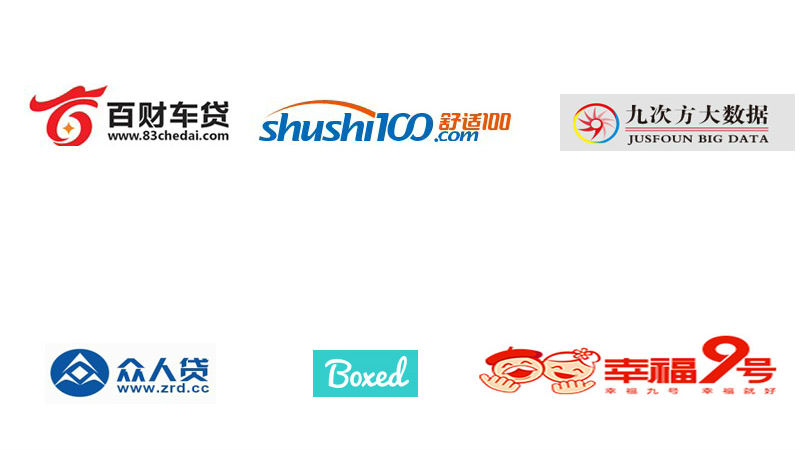 百财车贷
www.83chedai.com
shushi100.com 舒适100
九次方大数据
JUSFOUN BIG DATA
众人贷
www.zrd.cc
Boxed
幸福9号
幸福九号 幸福就好